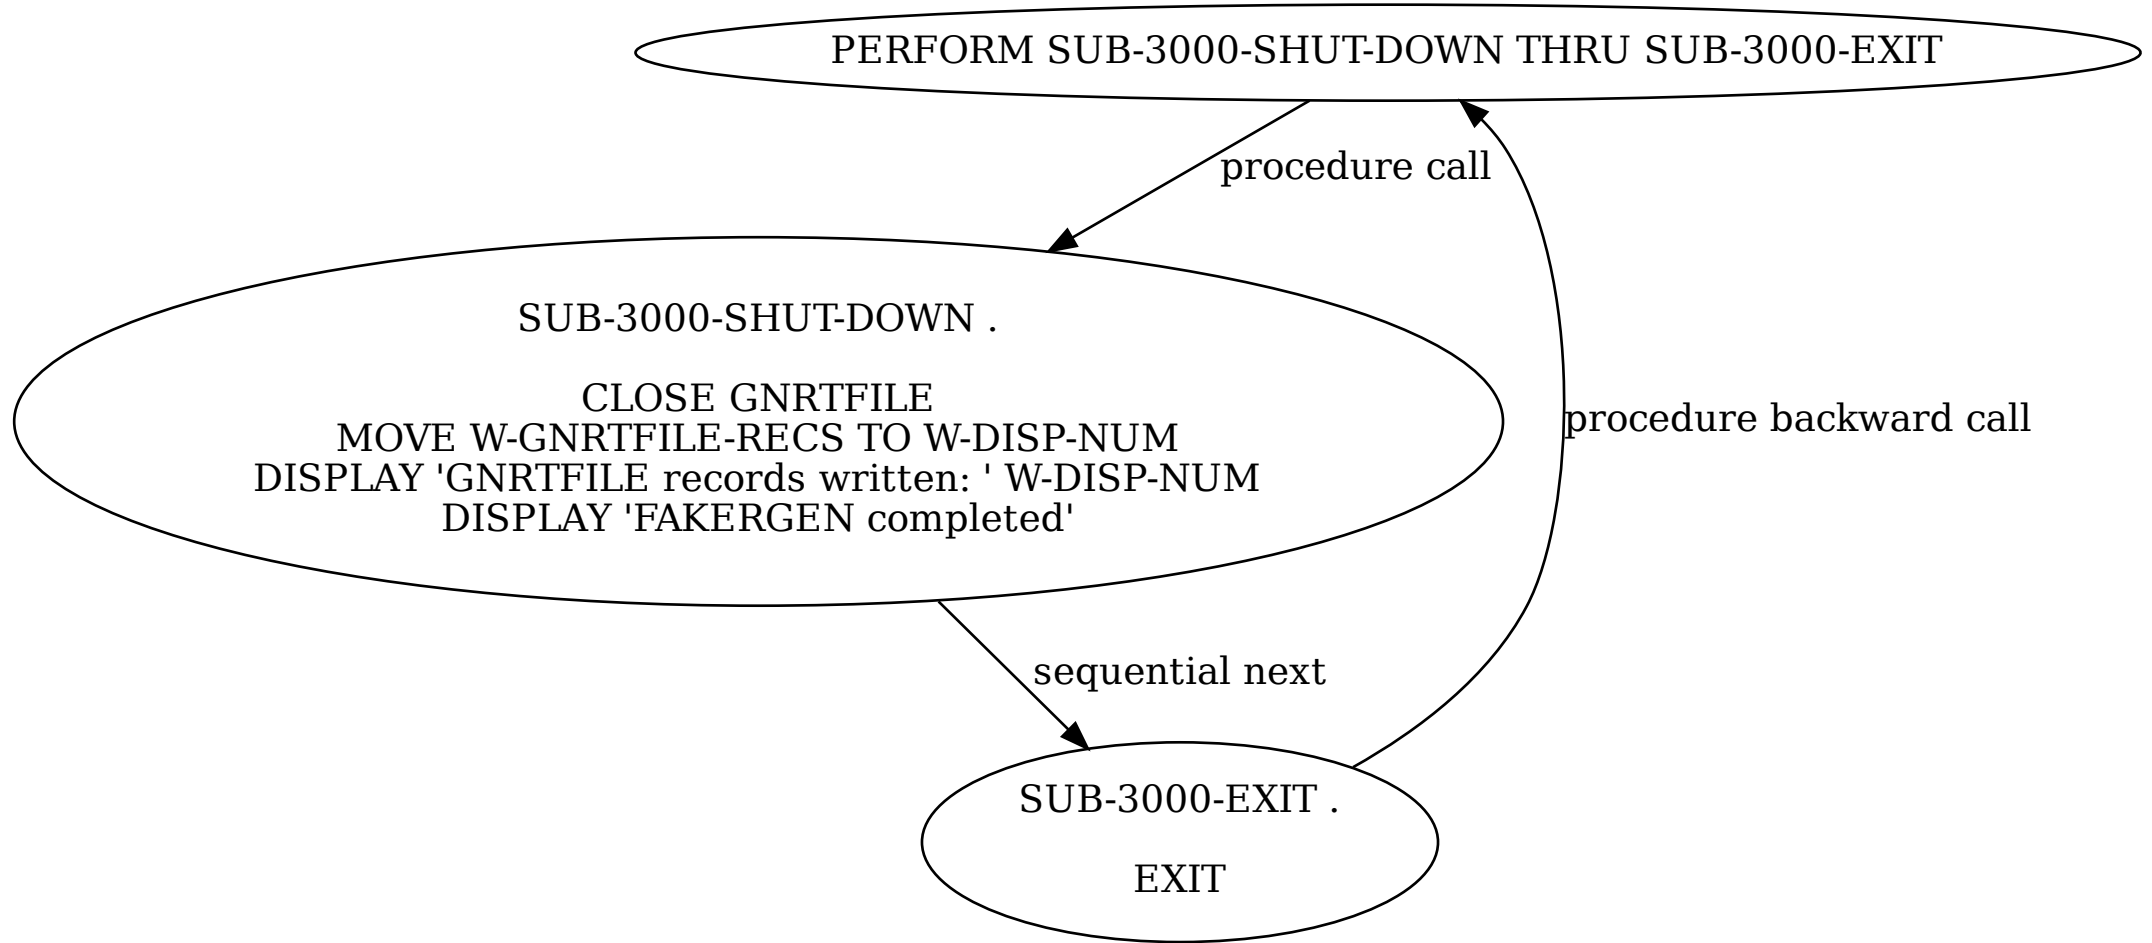 PERFORM SUB-3000-SHUT-DOWN THRU SUB-3000-EXIT
procedure call
SUB-3000-SHUT-DOWN .
CLOSE GNRTFILE
MOVE W-GNRTFILE-RECS TO W-DISP-NUM
DISPLAY 'GNRTFILE records written: ' W-DISP-NUM
DISPLAY 'FAKERGEN completed'
procedure backward call
sequential next
SUB-3000-EXIT .
EXIT